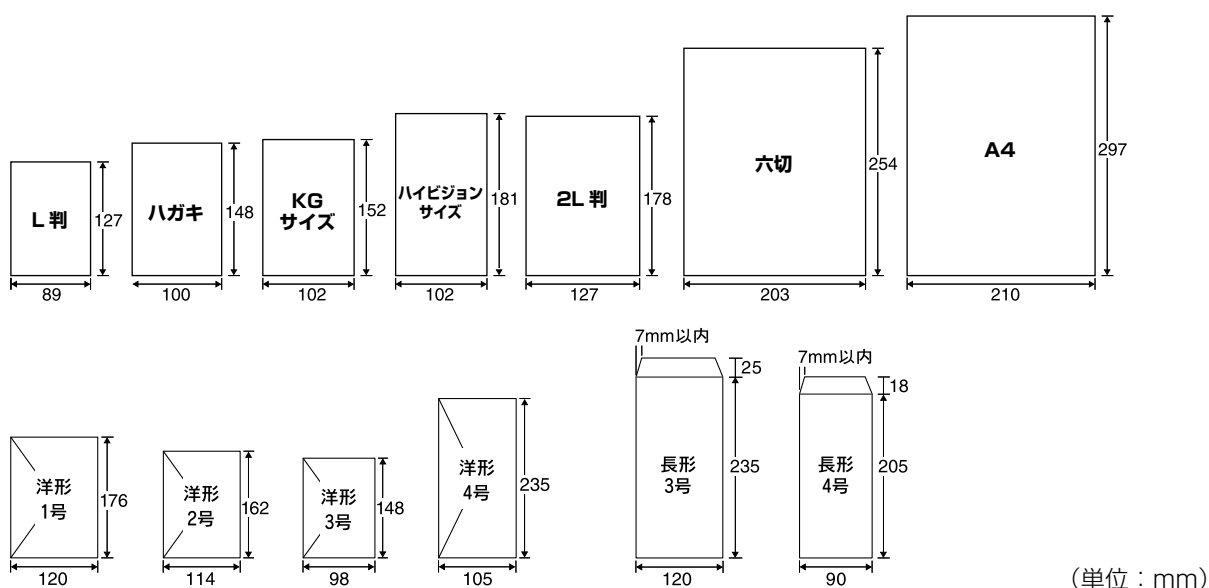 L 判
127
89
ハガキ
148
100
KG
サイズ
152
102
ハイビジョン
サイズ
181
102
2L 判
178
127
六切
254
203
A4
297
210
洋形
1号
176
120
洋形
2号
162
114
洋形
3号
148
98
洋形
4号
235
105
7mm以内
25
長形
3号
235
120
7mm以内
18
長形
4号
205
90
（単位：mm）